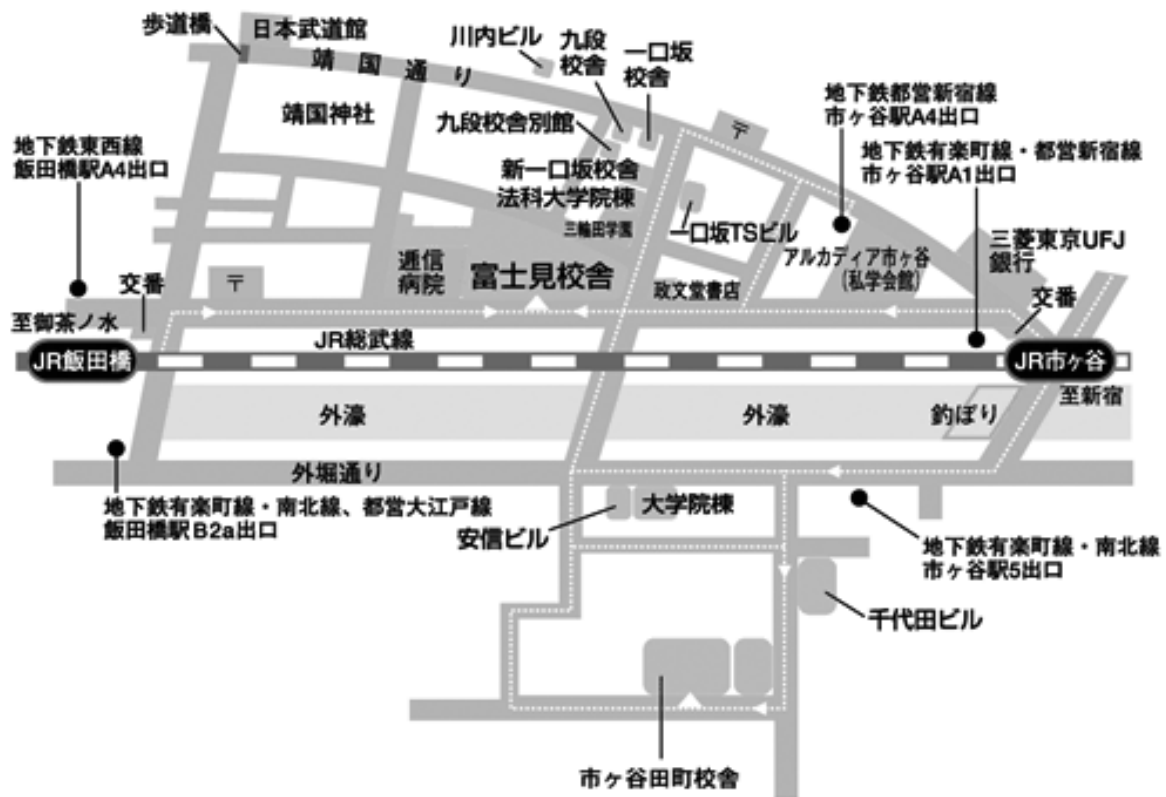 歩道橋
日本武道館
靖国通り
川内ビル
九段
校舎
一口坂
校舎
靖国神社
九段校舎別館
〒
地下鉄都営新宿線
市ヶ谷駅A4出口
地下鉄東西線
飯田橋駅A4出口
新一口坂校舎
法科大学院棟
地下鉄有楽町線・都営新宿線
市ヶ谷駅A1出口
三輪田学園
一口坂TSビル
アルカディア市ヶ谷
(私学会館)
三菱東京UFJ
銀行
交番
〒
逓信
病院
富士見校舎
政文堂書店
交番
至御茶ノ水
JR総武線
JR飯田橋
JR市ヶ谷
至新宿
外濠
外濠
釣ぼり
外堀通り
地下鉄有楽町線・南北線、都営大江戸線
飯田橋駅B2a出口
安信ビル
大学院棟
地下鉄有楽町線・南北線
市ヶ谷駅5出口
千代田ビル
市ヶ谷田町校舎